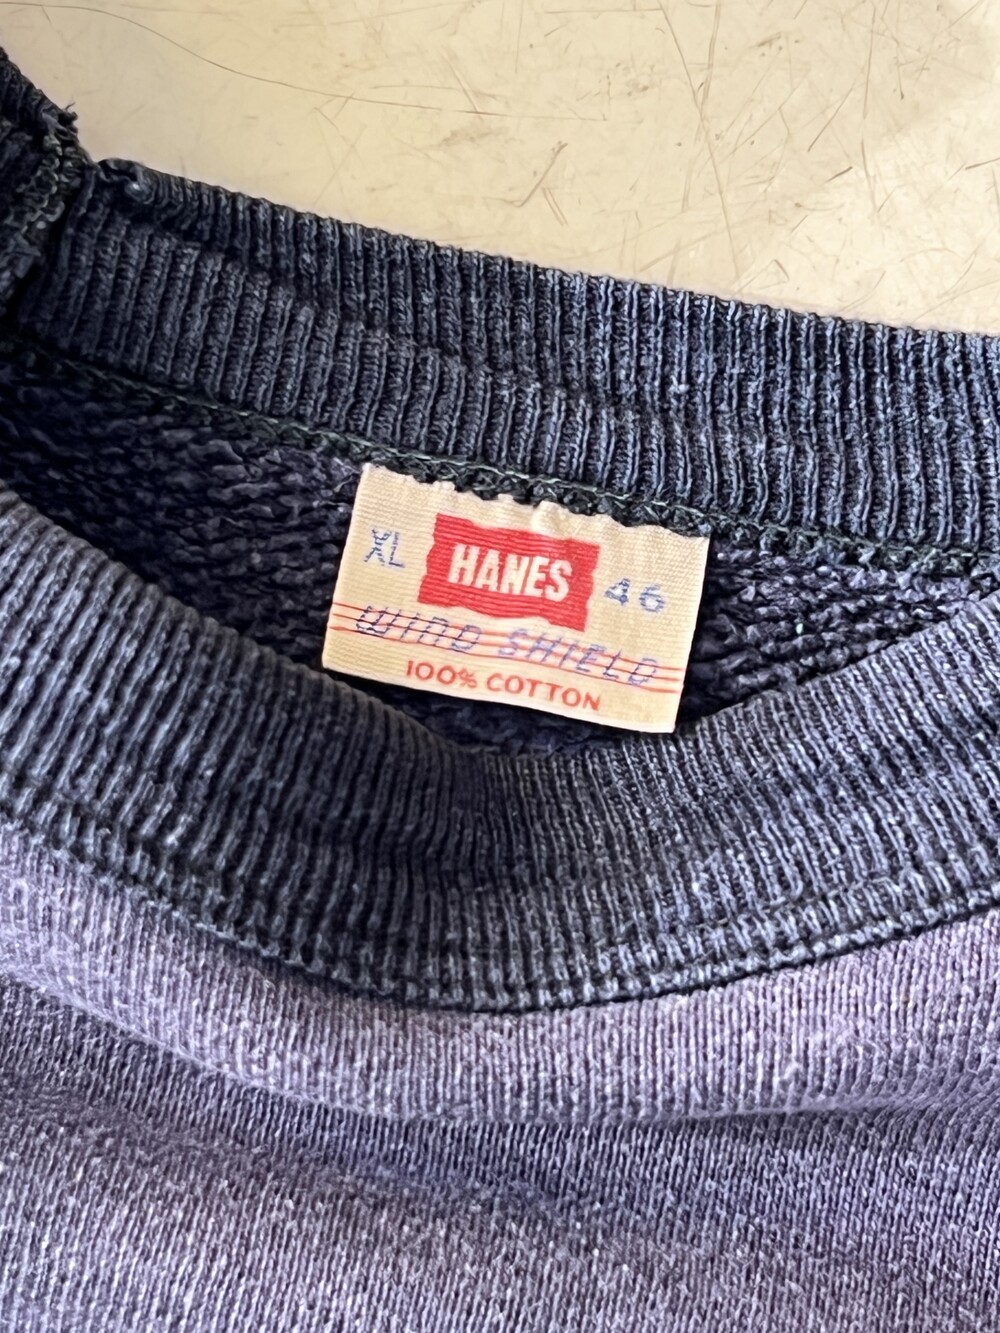 XL HANES 46
WIND SHIELD
100% COTTON